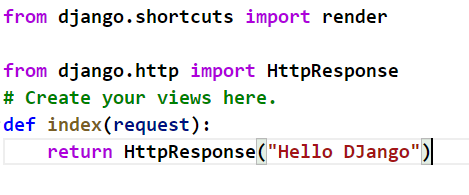 from django.shortcuts import render
from django.http import HttpResponse
# Create your views here.
def index(request):
    return HttpResponse("Hello DJango")